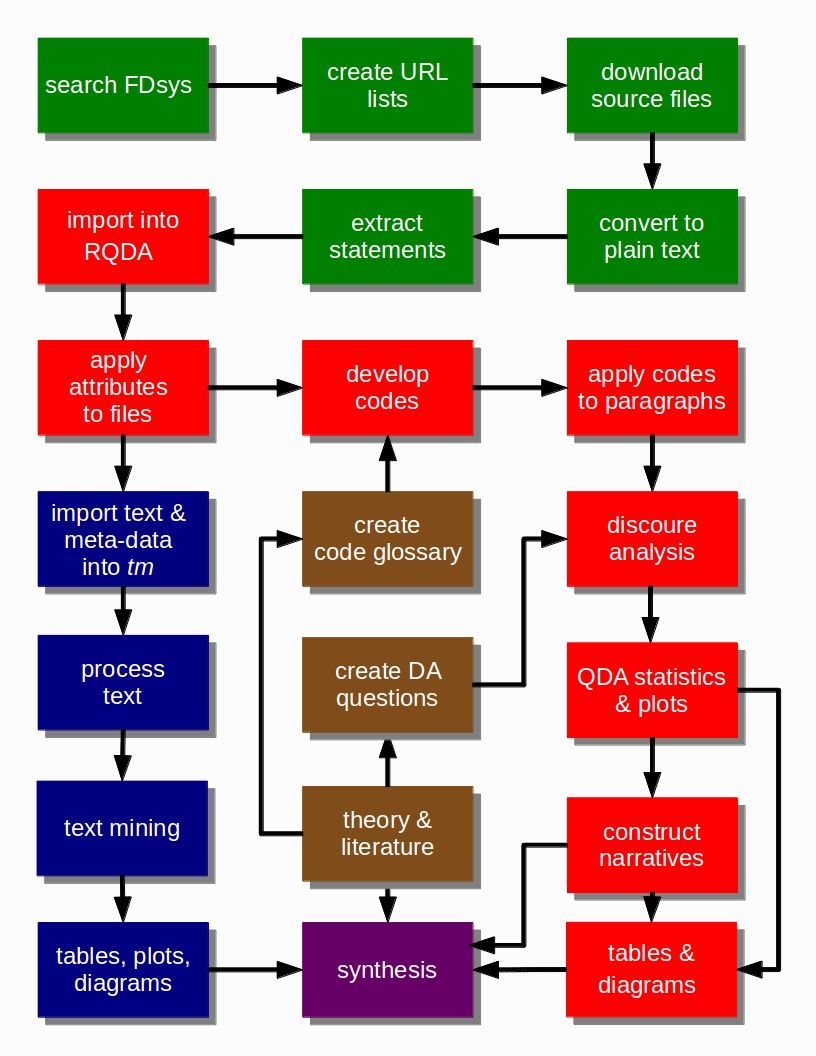 search FDsys
create URL
lists
download
source files
import into
RQDA
extract
statements
convert to
plain text
apply
attributes
to files
develop
codes
apply codes
to paragraphs
import text &
meta-data
into tm
create
code glossary
discoure
analysis
process
text
create DA
questions
QDA statistics
& plots
text mining
theory &
literature
construct
narratives
tables, plots,
diagrams
synthesis
tables &
diagrams